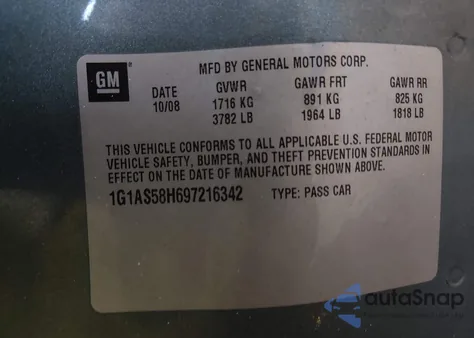 GM
MFD BY GENERAL MOTORS CORP.
DATE GVWR GAWR FRT GAWR RR
10/08 1716 KG 891 KG 825 KG
3782 LB 1964 LB 1818 LB
THIS VEHICLE CONFORMS TO ALL APPLICABLE U.S. FEDERAL MOTOR
VEHICLE SAFETY, BUMPER, AND THEFT PREVENTION STANDARDS IN
EFFECT ON THE DATE OF MANUFACTURE SHOWN ABOVE.
1G1AS58H697216342 TYPE: PASS CAR
autoSnap